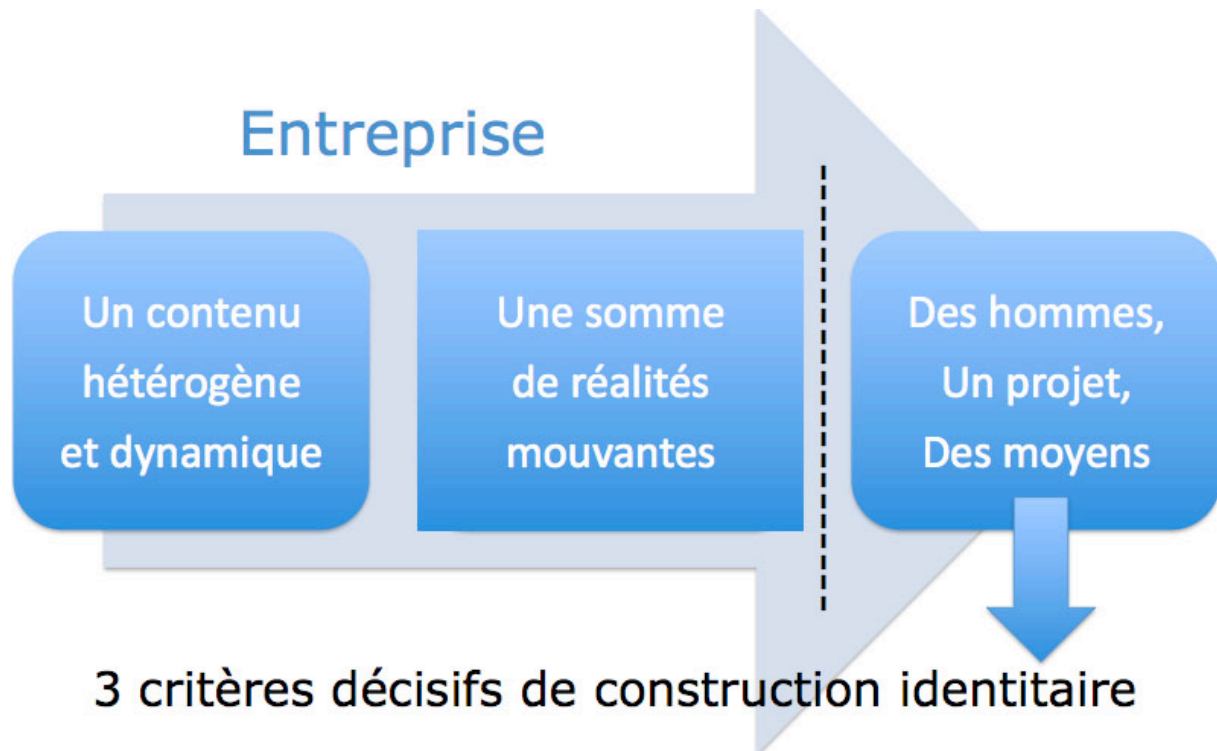 Entreprise
Un contenu
hétérogène
et dynamique
Une somme
de réalités
mouvantes
Des hommes,
Un projet,
Des moyens
3 critères décisifs de construction identitaire